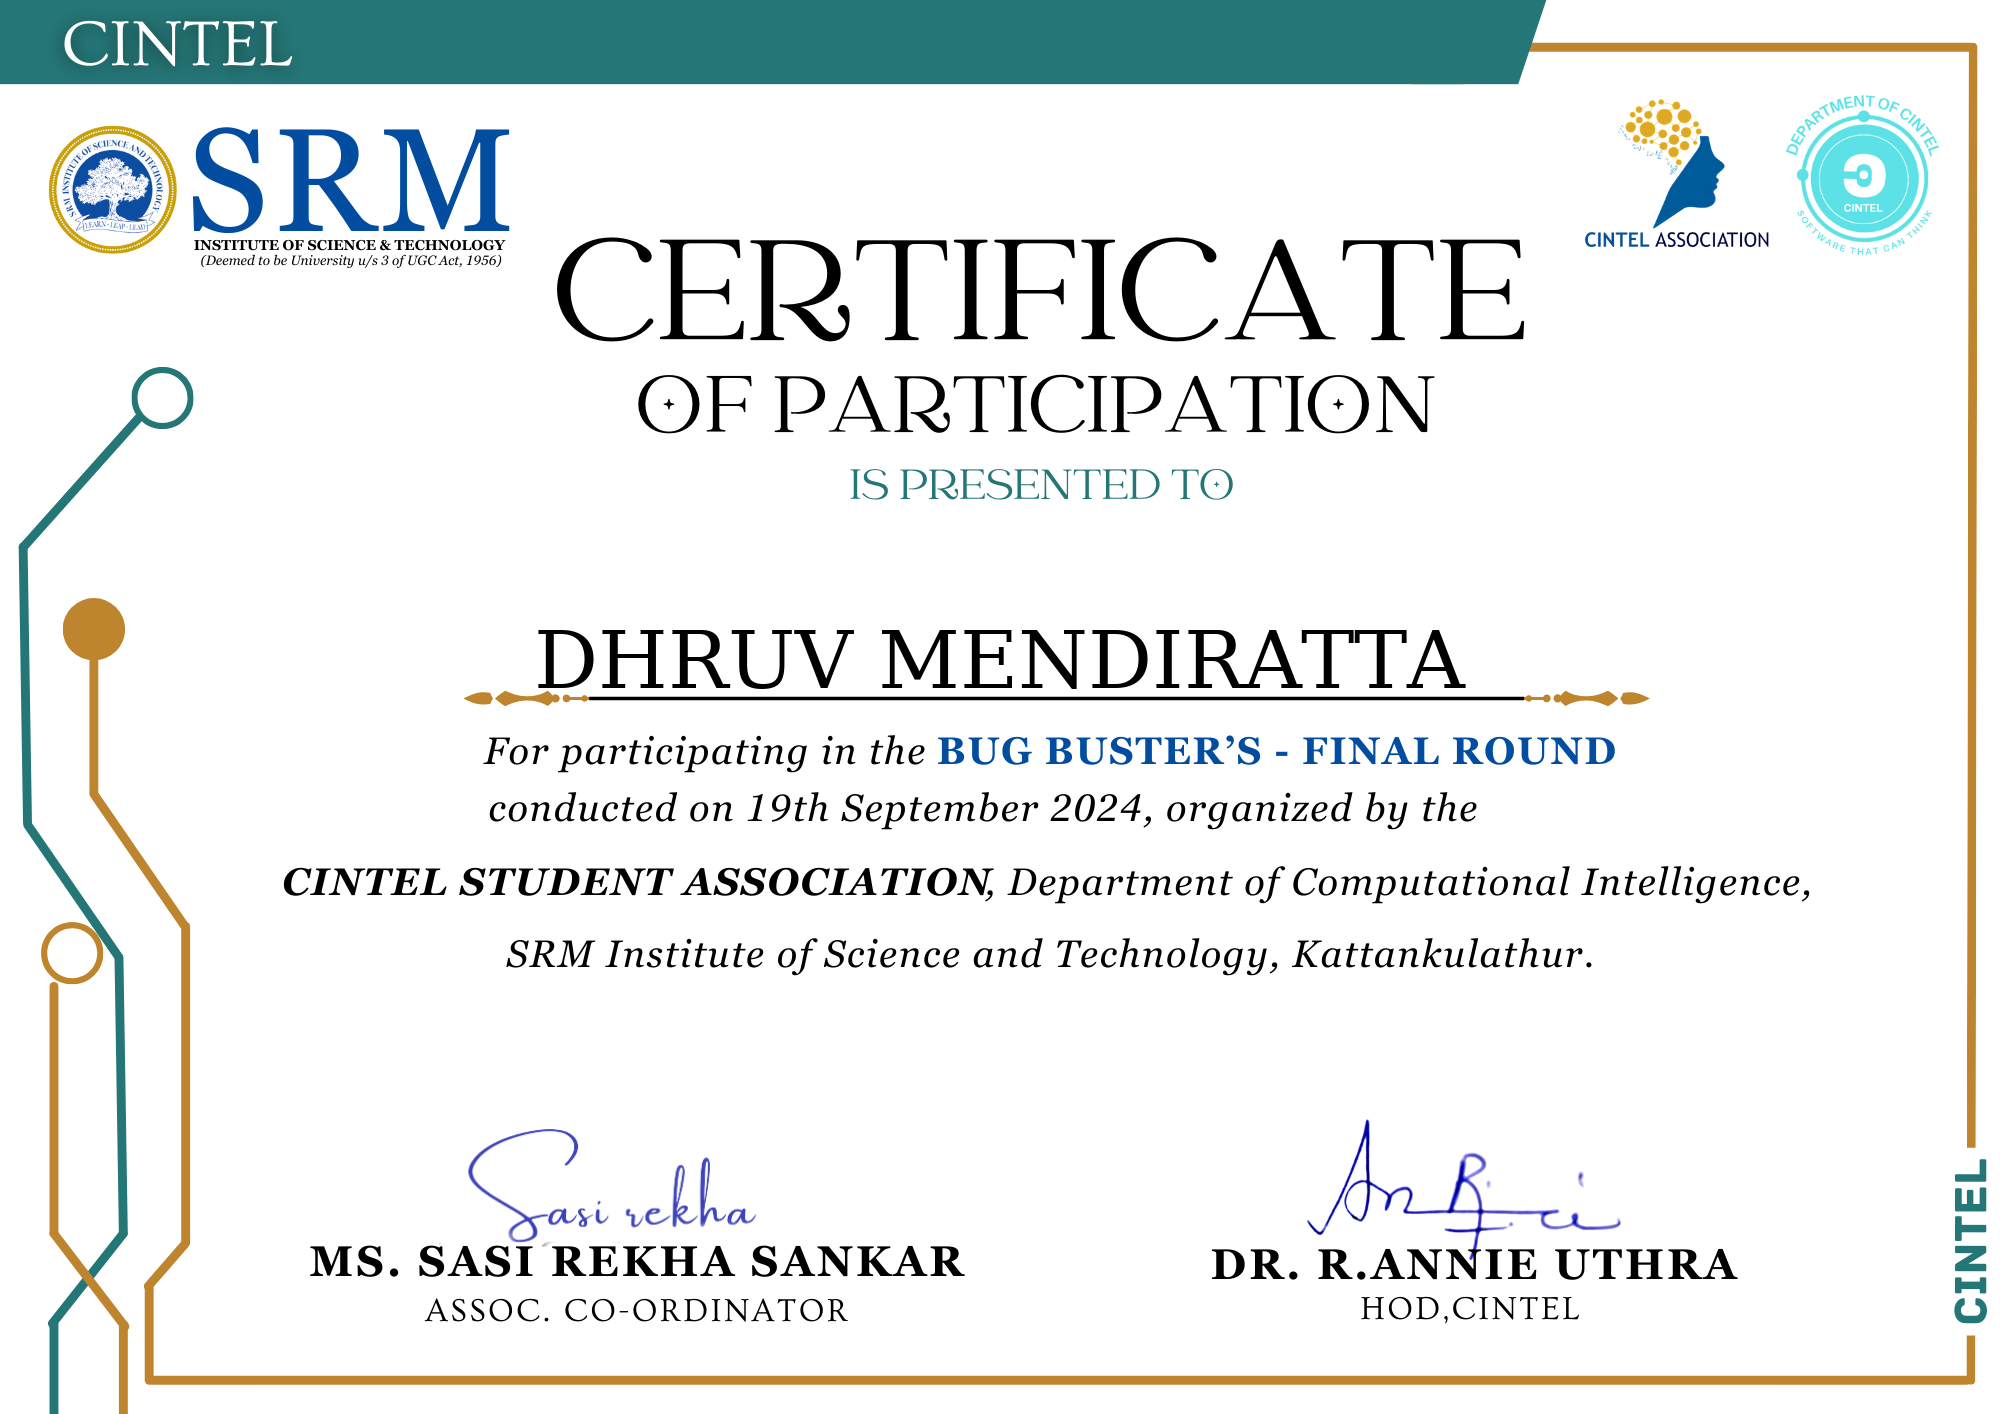 CINTEL
SRM INSTITUTE OF SCIENCE AND TECHNOLOGY
LEARN - LEAP - LEAD
SRM
INSTITUTE OF SCIENCE & TECHNOLOGY
(Deemed to be University u/s 3 of UGC Act, 1956)
CINTEL ASSOCIATION
DEPARTMENT OF CINTEL
CINTEL
SOFTWARE THAT CAN THINK
CERTIFICATE
OF PARTICIPATION
IS PRESENTED TO
DHRUV MENDIRATTA
For participating in the BUG BUSTER’S - FINAL ROUND
conducted on 19th September 2024, organized by the
CINTEL STUDENT ASSOCIATION, Department of Computational Intelligence,
SRM Institute of Science and Technology, Kattankulathur.
Sasi rekha
MS. SASI REKHA SANKAR
ASSOC. CO-ORDINATOR
DR. R.ANNIE UTHRA
HOD,CINTEL
CINTEL